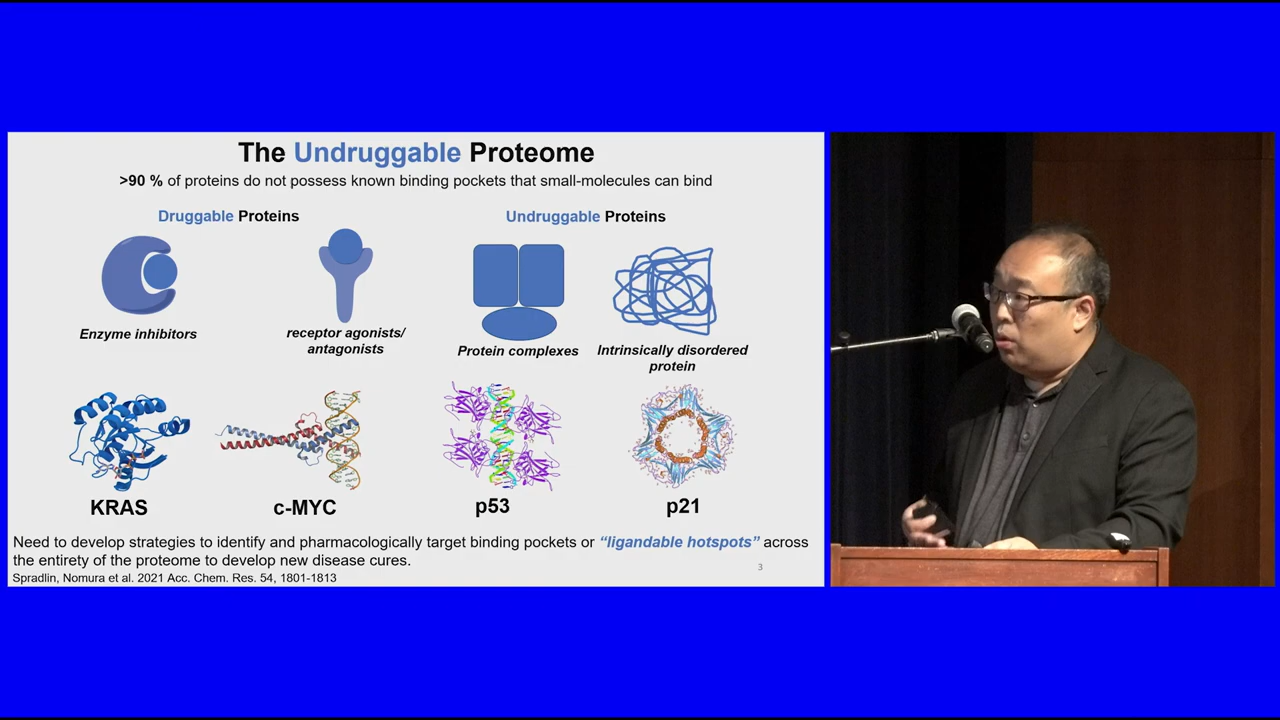 The Undruggable Proteome
>90 % of proteins do not possess known binding pockets that small-molecules can bind
Druggable Proteins
Undruggable Proteins
Enzyme inhibitors
receptor agonists/
antagonists
Protein complexes
Intrinsically disordered
protein
KRAS
c-MYC
p53
p21
Need to develop strategies to identify and pharmacologically target binding pockets or “ligandable hotspots” across
the entirety of the proteome to develop new disease cures.
Spradlin, Nomura et al. 2021 Acc. Chem. Res. 54, 1801-1813
3